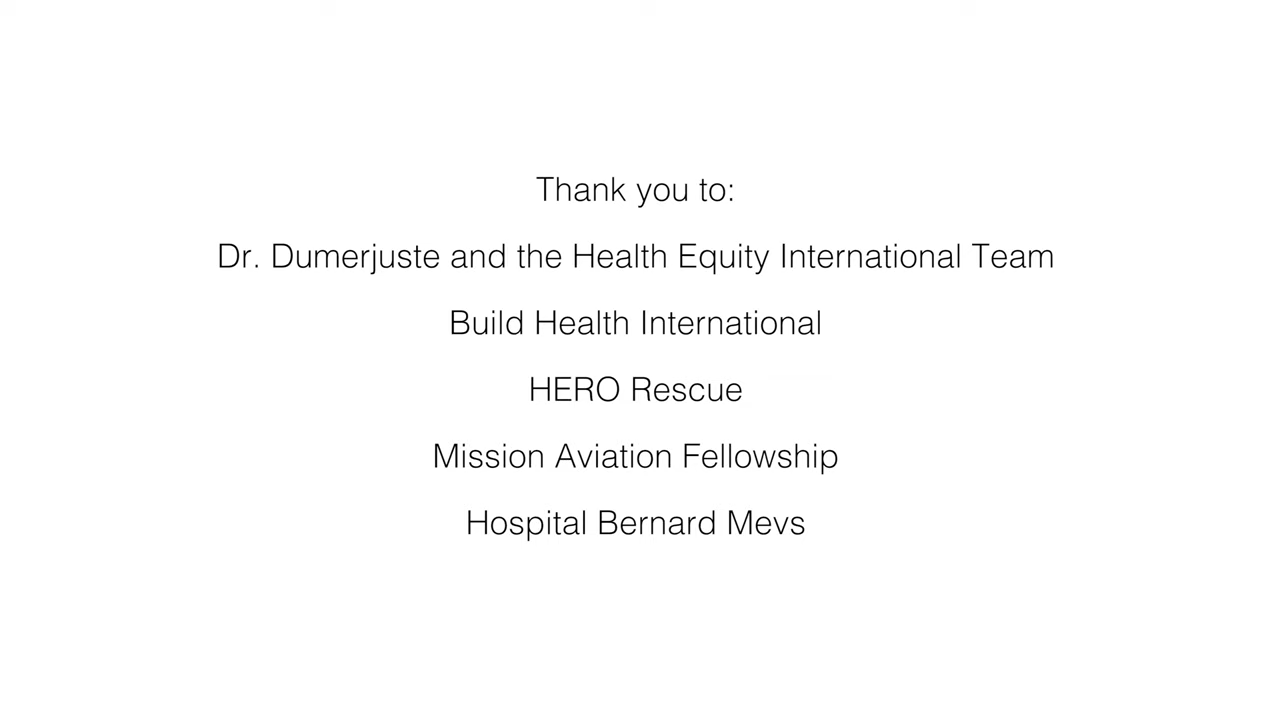 Thank you to:
Dr. Dumerjuste and the Health Equity International Team
Build Health International
HERO Rescue
Mission Aviation Fellowship
Hospital Bernard Mevs